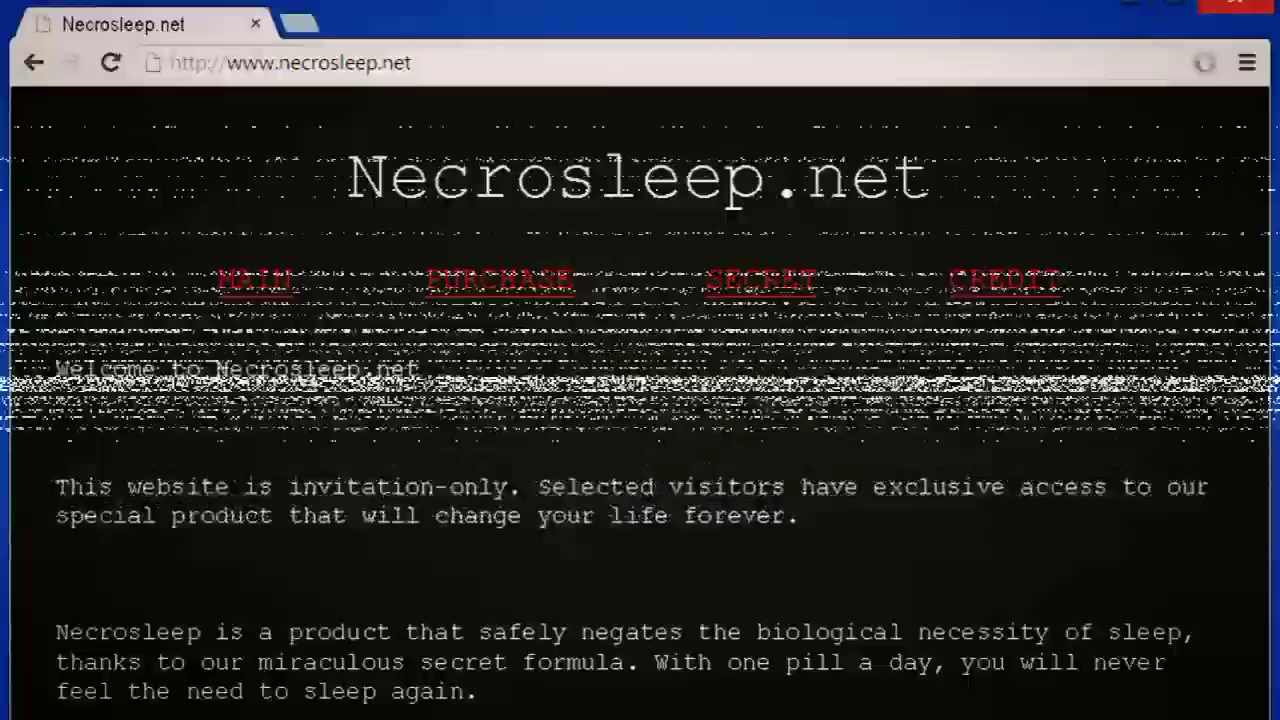 Necrosleep.net
http://www.necrosleep.net
Necrosleep.net
MAIN PURCHASE SECRET CREDIT
Welcome to Necrosleep.net
This website is invitation-only. Selected visitors have exclusive access to our
special product that will change your life forever.
Necrosleep is a product that safely negates the biological necessity of sleep,
thanks to our miraculous secret formula. With one pill a day, you will never
feel the need to sleep again.